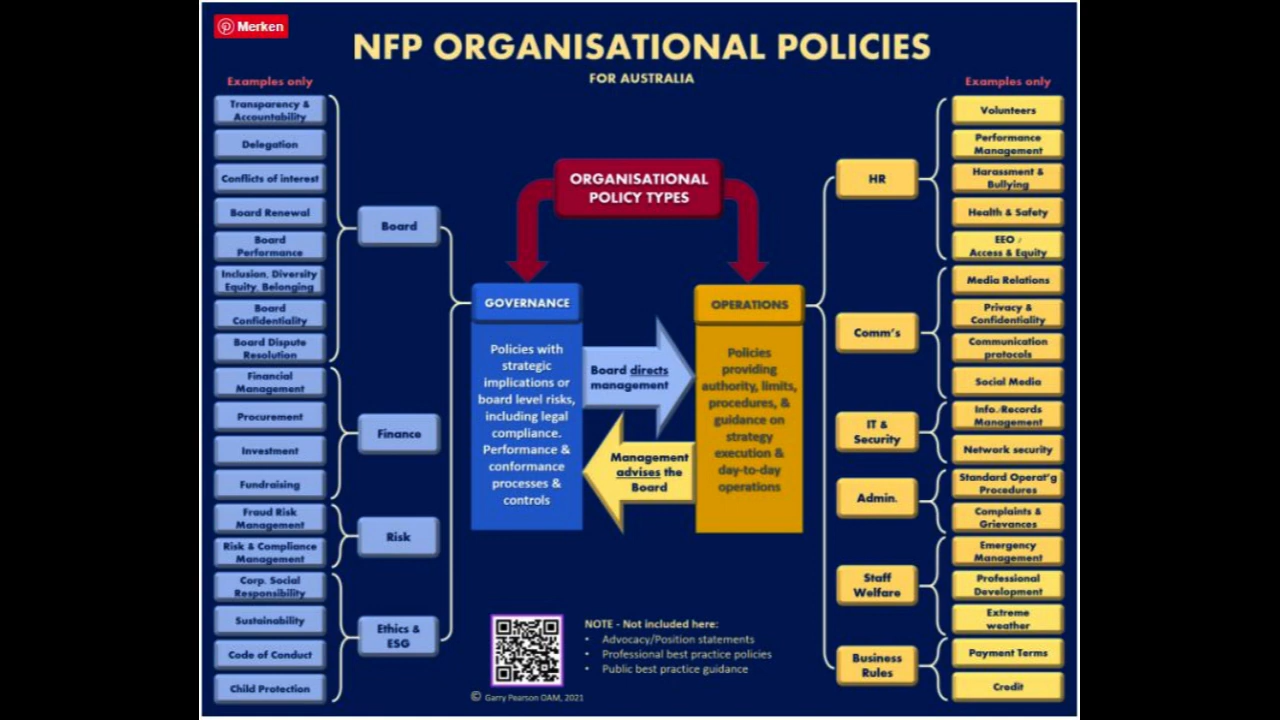 Merken
NFP ORGANISATIONAL POLICIES
FOR AUSTRALIA
Examples only
Transparency &
Accountability
Delegation
Conflicts of interest
Board Renewal
Board
Performance
Inclusion, Diversity
Equity, Belonging
Board
Confidentiality
Board Dispute
Resolution
Financial
Management
Procurement
Investment
Fundraising
Fraud Risk
Management
Risk & Compliance
Management
Corp. Social
Responsibility
Sustainability
Code of Conduct
Child Protection
Board
Finance
Risk
Ethics &
ESG
ORGANISATIONAL
POLICY TYPES
GOVERNANCE
Policies with
strategic
implications or
board level risks,
including legal
compliance.
Performance &
conformance
processes &
controls
Board directs
management
Management
advises the
Board
OPERATIONS
Policies
providing
authority, limits,
procedures, &
guidance on
strategy
execution &
day-to-day
operations
HR
Comm's
IT &
Security
Admin.
Staff
Welfare
Business
Rules
Examples only
Volunteers
Performance
Management
Harassment &
Bullying
Health & Safety
EEO /
Access & Equity
Media Relations
Privacy &
Confidentiality
Communication
protocols
Social Media
Info./Records
Management
Network security
Standard Operat'g
Procedures
Complaints &
Grievances
Emergency
Management
Professional
Development
Extreme
weather
Payment Terms
Credit
NOTE - Not included here:
• Advocacy/Position statements
• Professional best practice policies
• Public best practice guidance
© Garry Pearson OAM, 2021